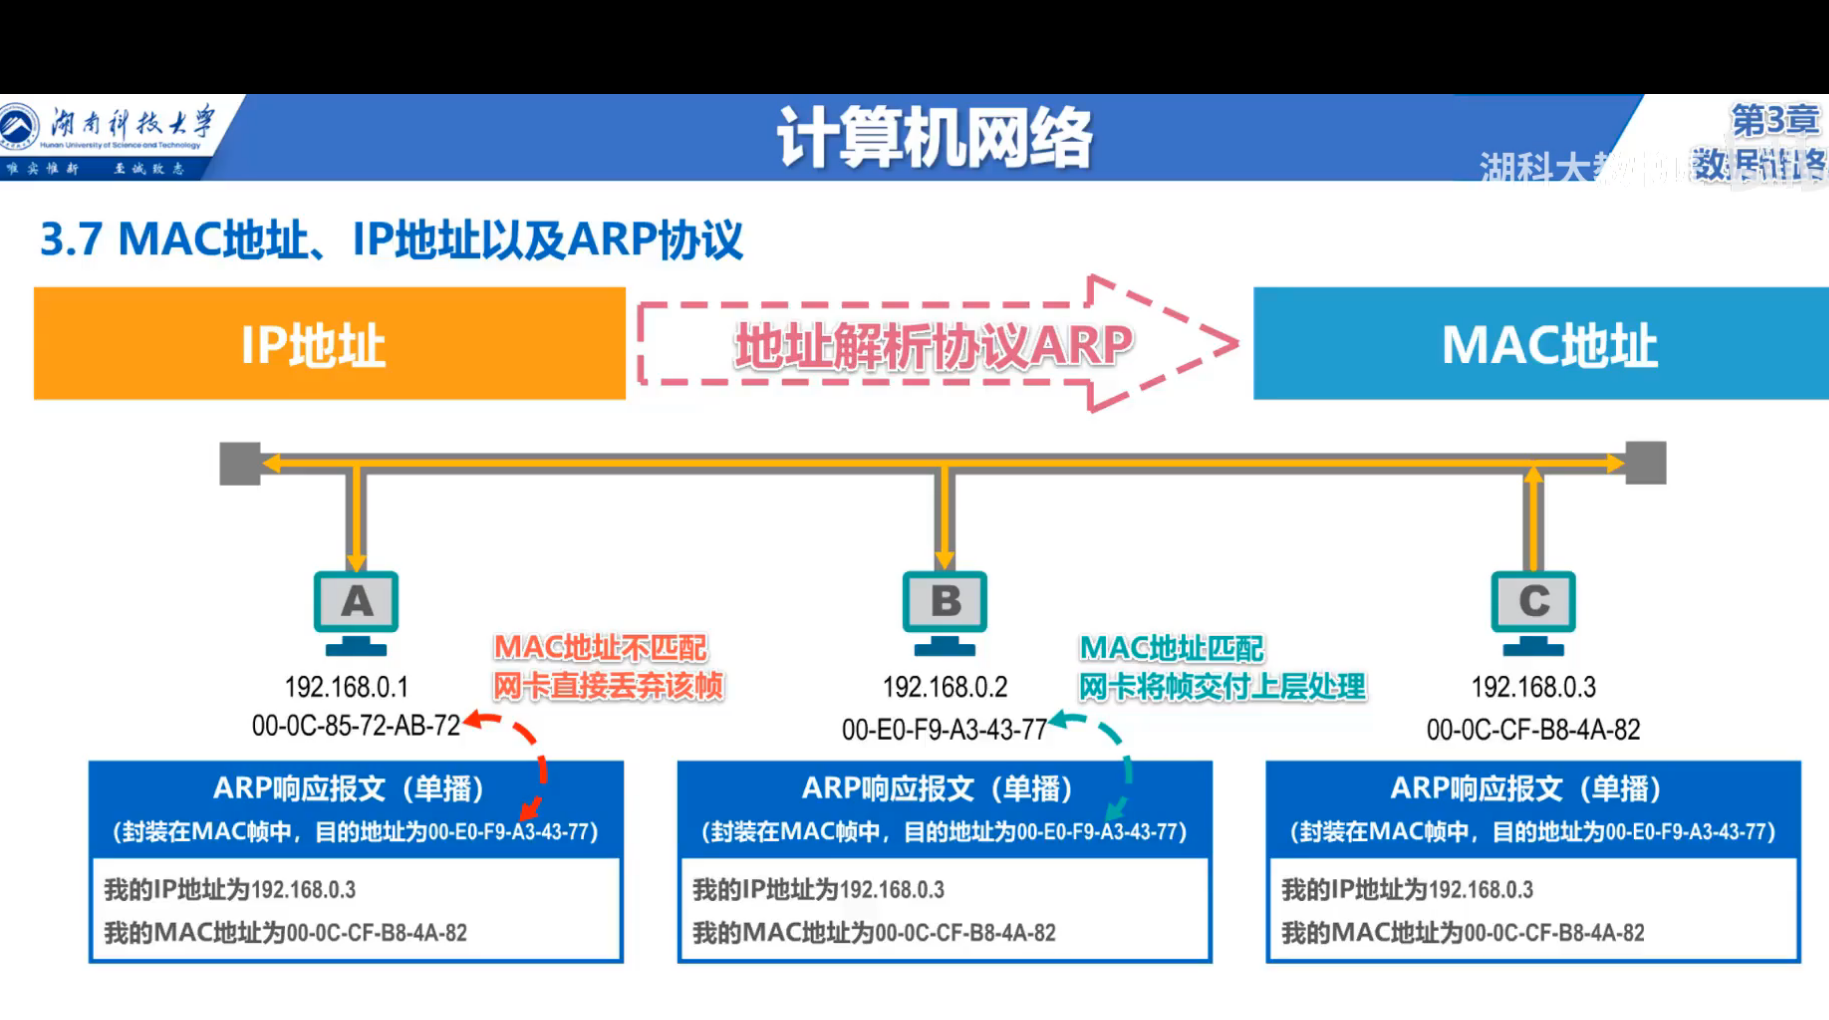 湖南科技大学
Hunan University of Science and Technology
唯实惟新 至诚致志
计算机网络
第3章
数据链路
湖科大教书匠
3.7 MAC地址、IP地址以及ARP协议
IP地址
地址解析协议ARP
MAC地址
A
B
C
MAC地址不匹配
网卡直接丢弃该帧
MAC地址匹配
网卡将帧交付上层处理
192.168.0.1
00-0C-85-72-AB-72
192.168.0.2
00-E0-F9-A3-43-77
192.168.0.3
00-0C-CF-B8-4A-82
ARP响应报文（单播）
（封装在MAC帧中，目的地址为00-E0-F9-A3-43-77）
我的IP地址为192.168.0.3
我的MAC地址为00-0C-CF-B8-4A-82
ARP响应报文（单播）
（封装在MAC帧中，目的地址为00-E0-F9-A3-43-77）
我的IP地址为192.168.0.3
我的MAC地址为00-0C-CF-B8-4A-82
ARP响应报文（单播）
（封装在MAC帧中，目的地址为00-E0-F9-A3-43-77）
我的IP地址为192.168.0.3
我的MAC地址为00-0C-CF-B8-4A-82